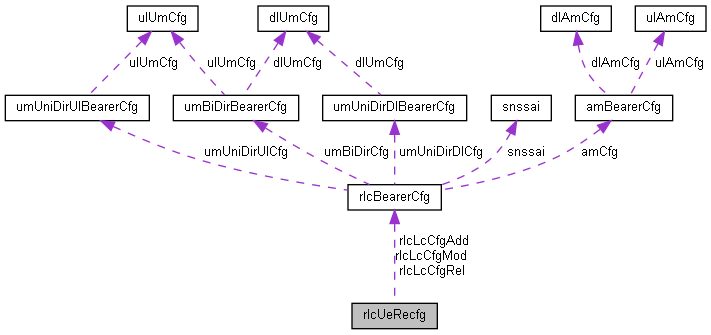 ulUmCfg
dlUmCfg
dlAmCfg
ulAmCfg
ulUmCfg
ulUmCfg
dlUmCfg
dlUmCfg
dlAmCfg
ulAmCfg
umUniDirUlBearerCfg
umBiDirBearerCfg
umUniDirDlBearerCfg
snssai
amBearerCfg
umUniDirUlCfg
umBiDirCfg
umUniDirDlCfg
snssai
amCfg
rlcBearerCfg
rlcLcCfgAdd
rlcLcCfgMod
rlcLcCfgRel
rlcUeRecfg